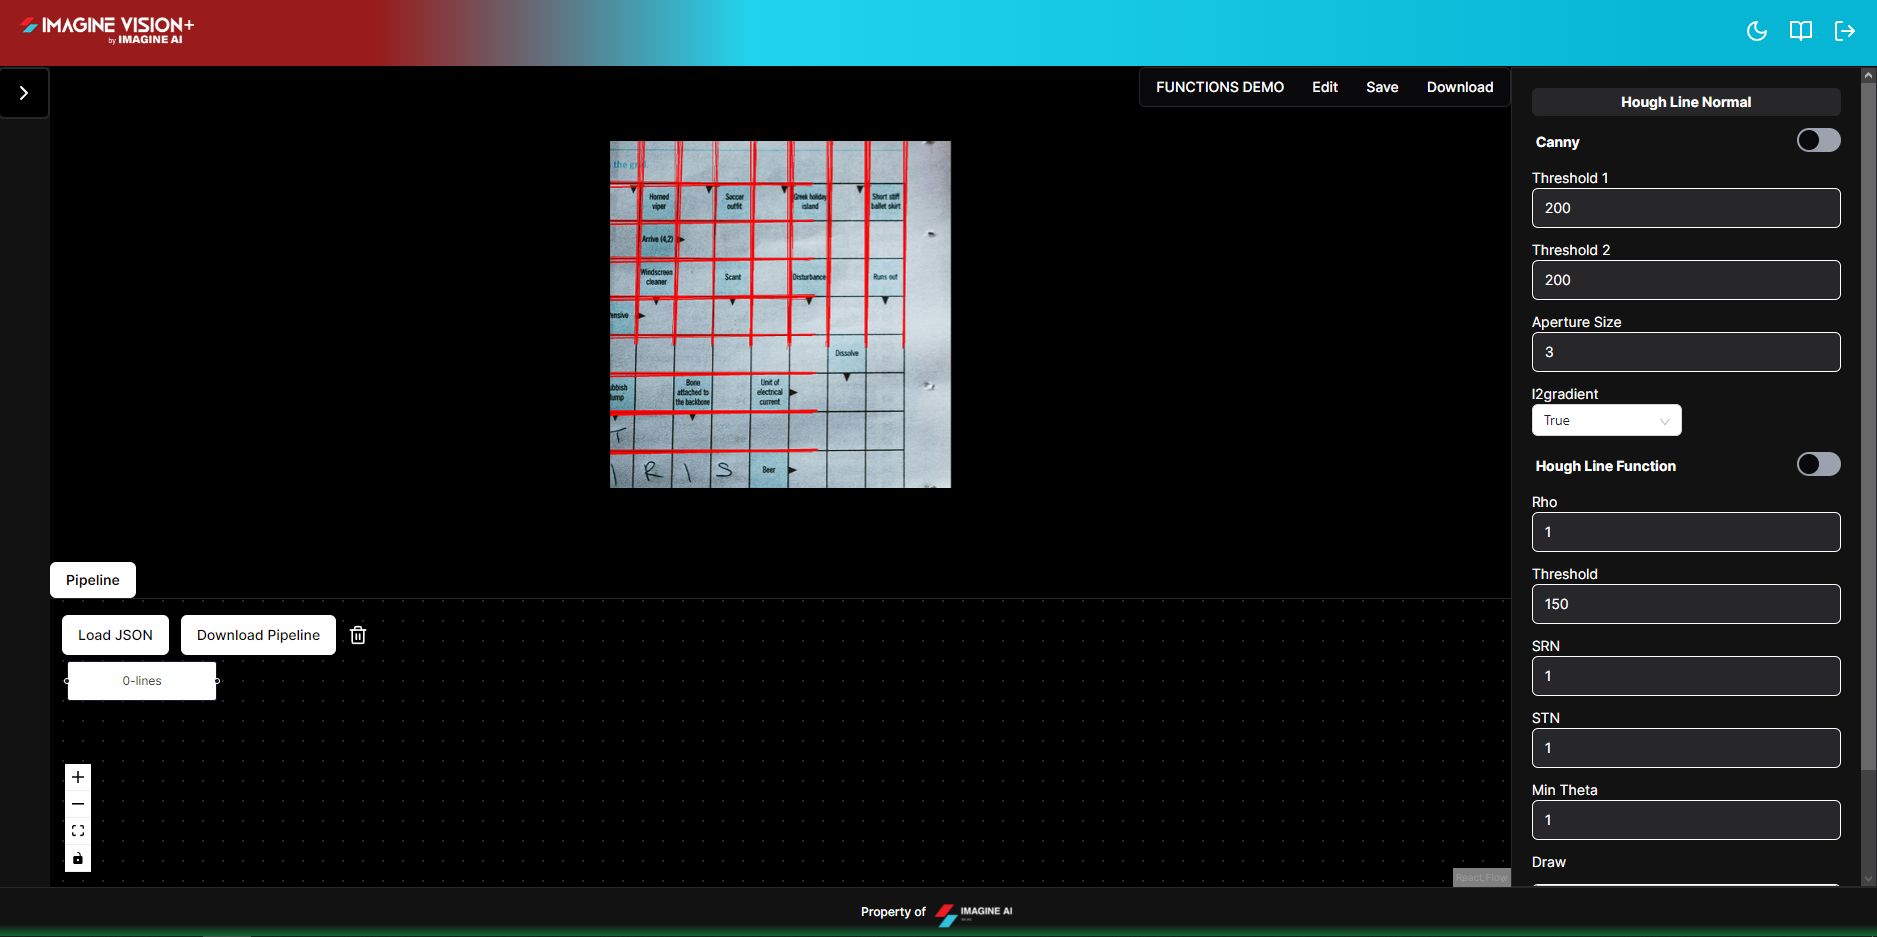 IMAGINE VISION+
by IMAGINE AI
FUNCTIONS DEMO Edit Save Download
the grid.
Horned
viper
Soccer
outfit
Greek holiday
island
Short stiff
ballet skirt
Arrive (4,2)
Windscreen
cleaner
Scant
Disturbance
Runs out
ensive
Dissolve
bbish
ump
Bone
attached to
the backbone
Unit of
electrical
current
T
I R I S
Beer
Pipeline
Load JSON
Download Pipeline
0-lines
React Flow
Hough Line Normal
Canny
Threshold 1
200
Threshold 2
200
Aperture Size
3
l2gradient
True
Hough Line Function
Rho
1
Threshold
150
SRN
1
STN
1
Min Theta
1
Draw
Property of IMAGINE AI